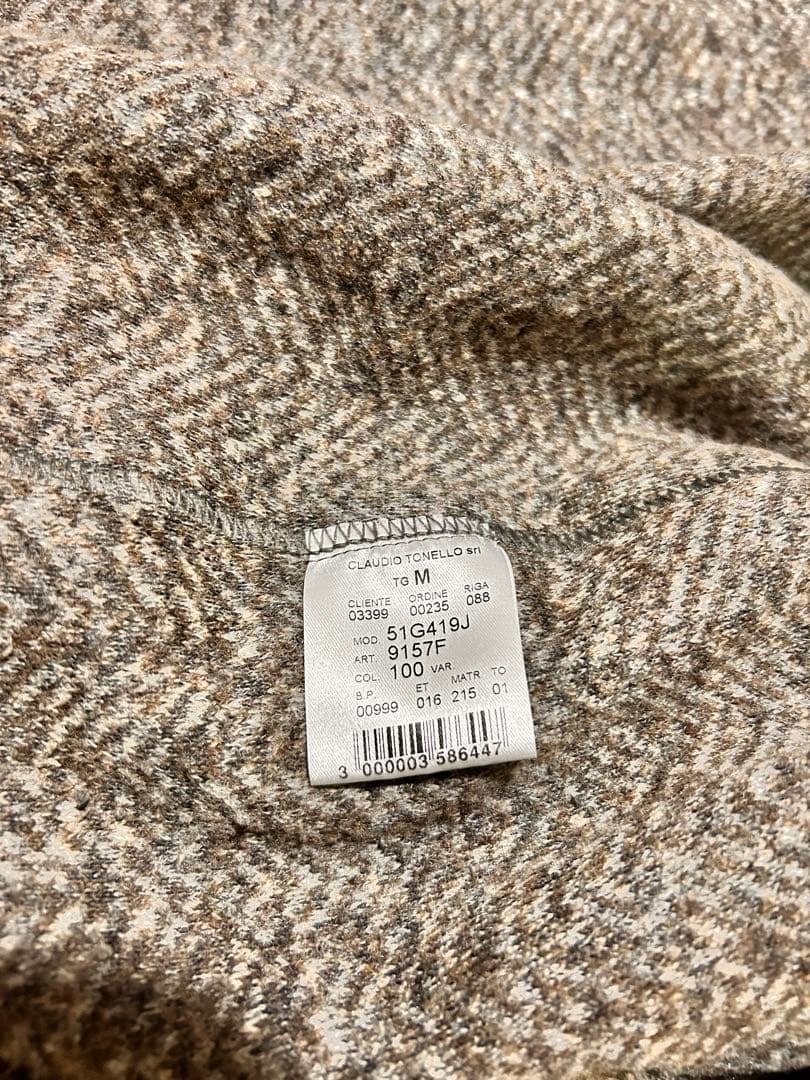 CLAUDIO TONELLO srl
TG M
CLIENTE ORDINE RIGA
03399 00235 088
MOD 51G419J
ART. 9157F
COL. 100 VAR
B.P. ET MATR TO
00999 016 215 01
3 000003 586447